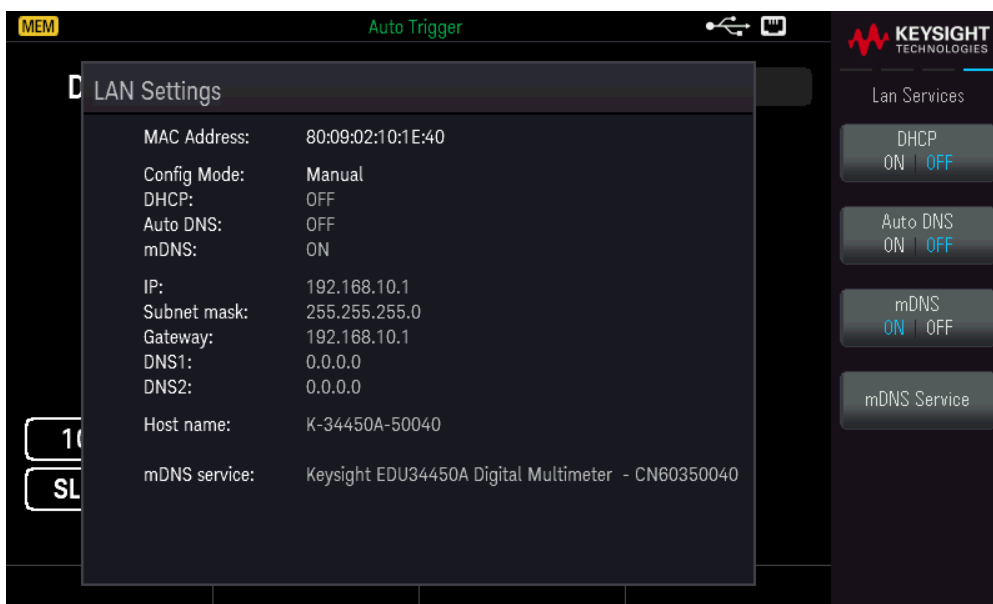 MEM
Auto Trigger
KEYSIGHT
TECHNOLOGIES
D
LAN Settings
Lan Services
MAC Address: 80:09:02:10:1E:40
DHCP
ON | OFF
Config Mode: Manual
DHCP: OFF
Auto DNS: OFF
mDNS: ON
Auto DNS
ON | OFF
IP: 192.168.10.1
Subnet mask: 255.255.255.0
Gateway: 192.168.10.1
DNS1: 0.0.0.0
DNS2: 0.0.0.0
mDNS
ON | OFF
mDNS Service
Host name: K-34450A-50040
10
mDNS service: Keysight EDU34450A Digital Multimeter - CN60350040
SL